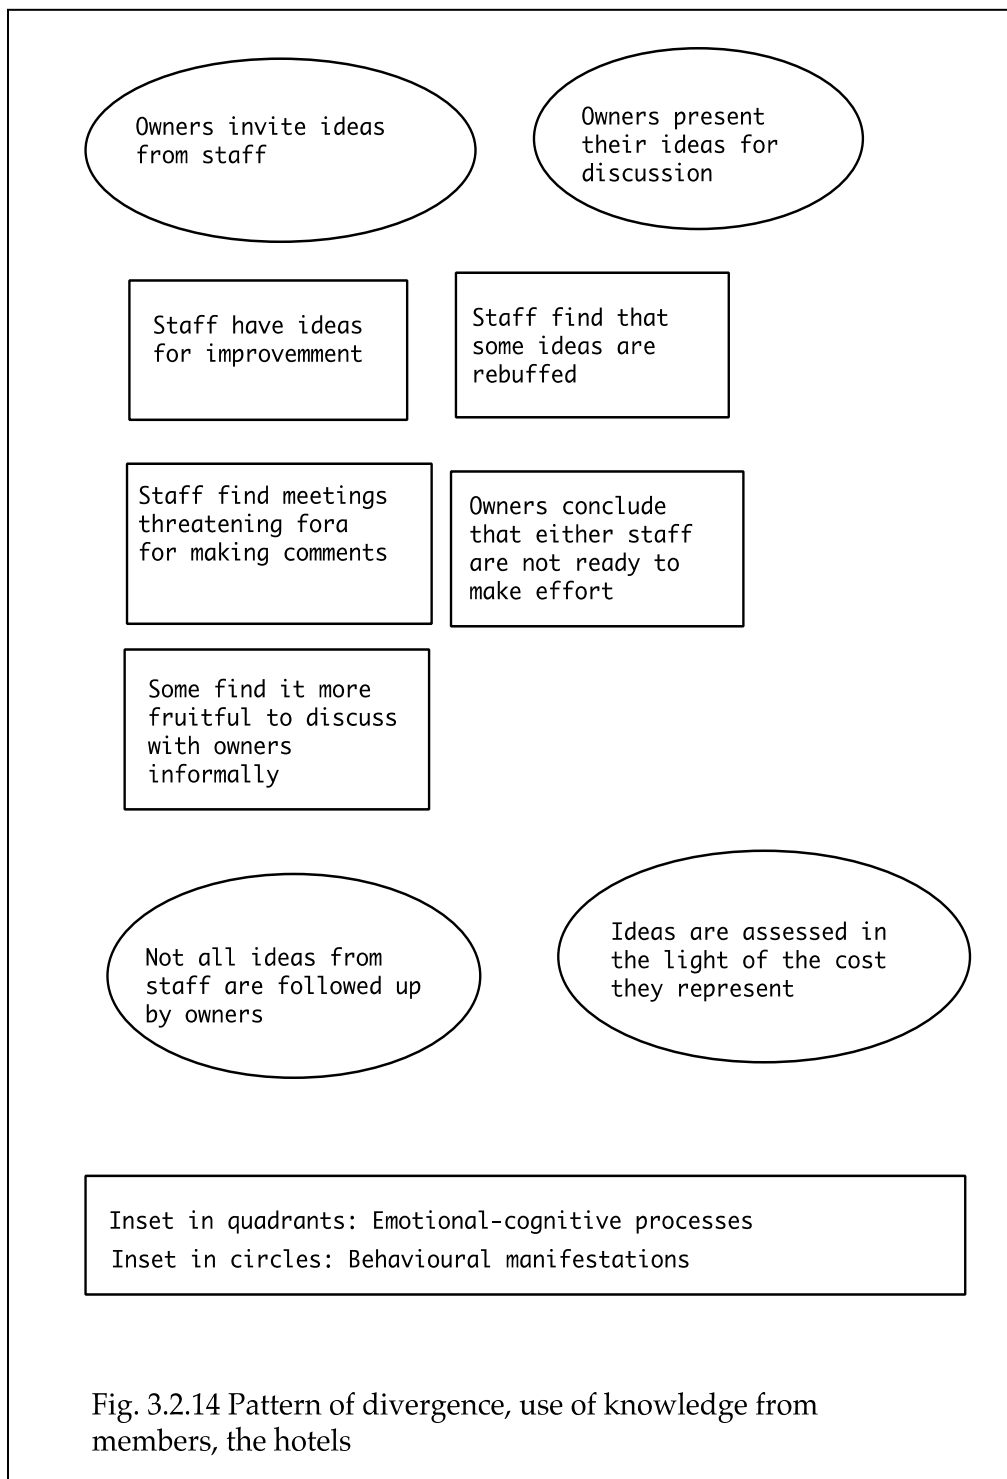 Owners invite ideas
from staff
Owners present
their ideas for
discussion
Staff have ideas
for improvemment
Staff find that
some ideas are
rebuffed
Staff find meetings
threatening fora
for making comments
Owners conclude
that either staff
are not ready to
make effort
Some find it more
fruitful to discuss
with owners
informally
Not all ideas from
staff are followed up
by owners
Ideas are assessed in
the light of the cost
they represent
Inset in quadrants: Emotional-cognitive processes
Inset in circles: Behavioural manifestations
Fig. 3.2.14 Pattern of divergence, use of knowledge from
members, the hotels